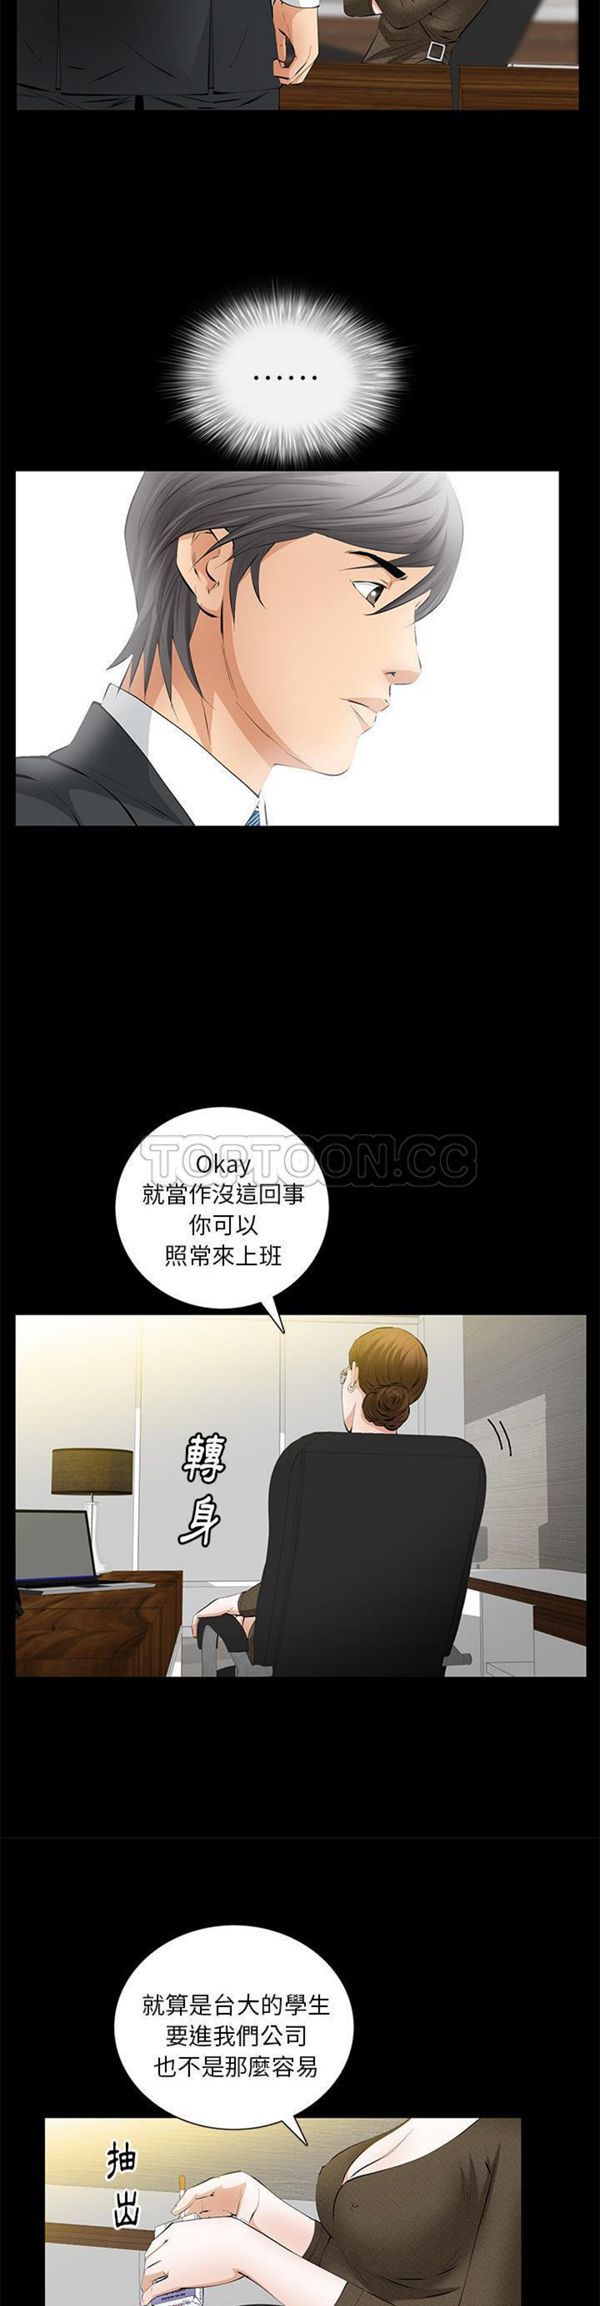 ......
TOPTOON.CC
Okay
就當作沒這回事
你可以
照常來上班
轉身
就算是台大的學生
要進我們公司
也不是那麼容易
抽出